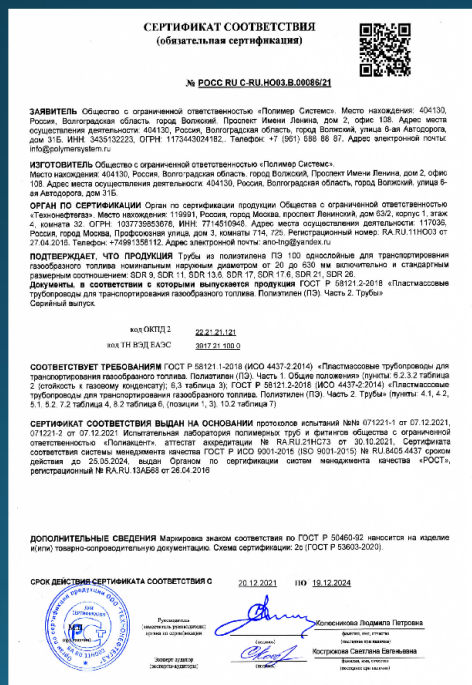 СЕРТИФИКАТ СООТВЕТСТВИЯ
(обязательная сертификация)
№ РОСС RU C-RU.НО03.В.00086/21
ЗАЯВИТЕЛЬ Общество с ограниченной ответственностью «Полимер Системс». Место нахождения: 404130,
Россия, Волгоградская область, город Волжский, Проспект Имени Ленина, дом 2, офис 108. Адрес места
осуществления деятельности: 404130, Россия, Волгоградская область, город Волжский, улица 6-ая Автодорога,
дом 31Б. ИНН: 3435132223, ОГРН: 1173443024182.. Телефон: +7 (961) 688 88 87. Адрес электронной почты:
info@polymersystem.ru
ИЗГОТОВИТЕЛЬ Общество с ограниченной ответственностью «Полимер Системс».
Место нахождения: 404130, Россия, Волгоградская область, город Волжский, Проспект Имени Ленина, дом 2, офис
108. Адрес места осуществления деятельности: 404130, Россия, Волгоградская область, город Волжский, улица 6-
ая Автодорога, дом 31Б.
ОРГАН ПО СЕРТИФИКАЦИИ Орган по сертификации продукции Общества с ограниченной ответственностью
«Технонефтегаз». Место нахождения: 119991, Россия, город Москва, проспект Ленинский, дом 63/2, корпус 1, этаж
4, комната 32. ОГРН: 1037739553678, ИНН: 7714510948. Адрес места осуществления деятельности: 117036,
Россия, город Москва, Профсоюзная улица, дом 3, комнаты 714, 725. Регистрационный номер: RA.RU.11НО03 от
27.04.2016. Телефон: +74991358112. Адрес электронной почты: ano-tng@yandex.ru
ПОДТВЕРЖДАЕТ, ЧТО ПРОДУКЦИЯ Трубы из полиэтилена ПЭ 100 однослойные для транспортирования
газообразного топлива номинальным наружным диаметром от 20 до 630 мм включительно и стандартным
размерным соотношением: SDR 9, SDR 11, SDR 13.6, SDR 17, SDR 17.6, SDR 21, SDR 26.
Документы, в соответствии с которыми выпускается продукция ГОСТ Р 58121.2-2018 «Пластмассовые
трубопроводы для транспортирования газообразного топлива. Полиэтилен (ПЭ). Часть 2. Трубы»
Серийный выпуск.
код ОКПД 2 22.21.21.121
код ТН ВЭД ЕАЭС 3917 21 100 0
СООТВЕТСТВУЕТ ТРЕБОВАНИЯМ ГОСТ Р 58121.1-2018 (ИСО 4437-2:2014) «Пластмассовые трубопроводы для
транспортирования газообразного топлива. Полиэтилен (ПЭ). Часть 1. Общие положения» (пункты: 6.2.3.2 таблица
2 (стойкость к газовому конденсату); 6,3 таблица 3); ГОСТ Р 58121.2-2018 (ИСО 4437-2:2014) «Пластмассовые
трубопроводы для транспортирования газообразного топлива. Часть 2. Трубы» (пункты: 4.1, 4.2,
5.1, 5.2, 7.2 таблица 4, 8.2 таблица 6, (позиции 1, 3), 10.2 таблица 7)
СЕРТИФИКАТ СООТВЕТСТВИЯ ВЫДАН НА ОСНОВАНИИ протоколов испытаний №№ 071221-1 от 07.12.2021,
071221-2 от 07.12.2021 Испытательная лаборатория полимерных труб и фитингов общества с ограниченной
ответственностью «Полиакцент», аттестат аккредитации № RA.RU.21НС73 от 30.10.2021, Сертификата
соответствия системы менеджмента качества ГОСТ Р ИСО 9001-2015 (ISO 9001-2015) № RU.8405.4437 сроком
действия до 25.05.2024, выдан Органом по сертификации систем менеджмента качества «РОСТ»,
регистрационный № RA.RU.13АБ68 от 26.04.2016
ДОПОЛНИТЕЛЬНЫЕ СВЕДЕНИЯ Маркировка знаком соответствия по ГОСТ Р 50460-92 наносится на изделие
и(или) товарно-сопроводительную документацию. Схема сертификации: 2с (ГОСТ Р 53603-2020).
СРОК ДЕЙСТВИЯ СЕРТИФИКАТА СООТВЕТСТВИЯ С 20.12.2021 ПО 19.12.2024
Руководитель
(заместитель руководителя)
органа по сертификации
Колесникова Людмила Петровна
Эксперт-аудитор
(эксперты-аудиторы)
Кострюкова Светлана Евгеньевна